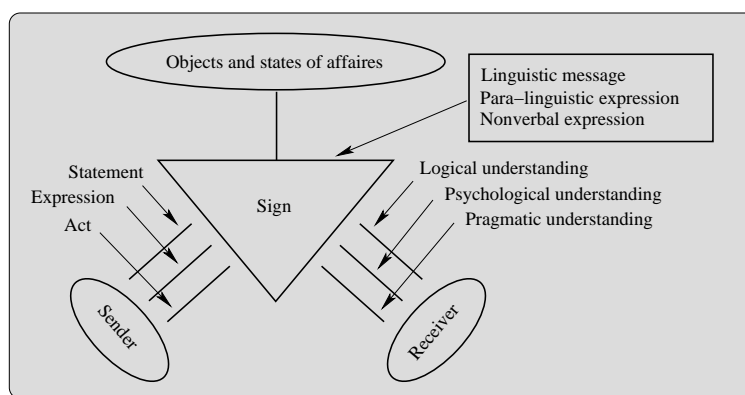 Objects and states of affaires
Linguistic message
Para–linguistic expression
Nonverbal expression
Statement
Expression
Act
Sign
Logical understanding
Psychological understanding
Pragmatic understanding
Sender
Receiver